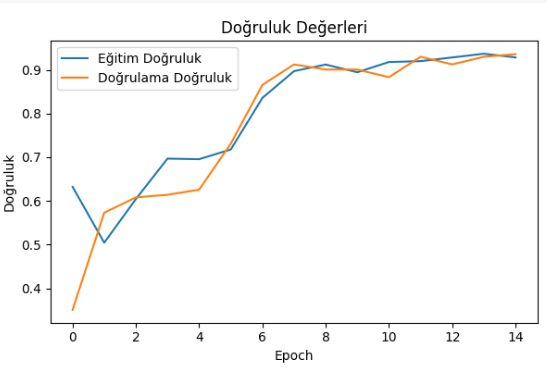 Doğruluk Değerleri
Eğitim Doğruluk
Doğrulama Doğruluk
Doğruluk
0.9
0.8
0.7
0.6
0.5
0.4
0 2 4 6 8 10 12 14
Epoch